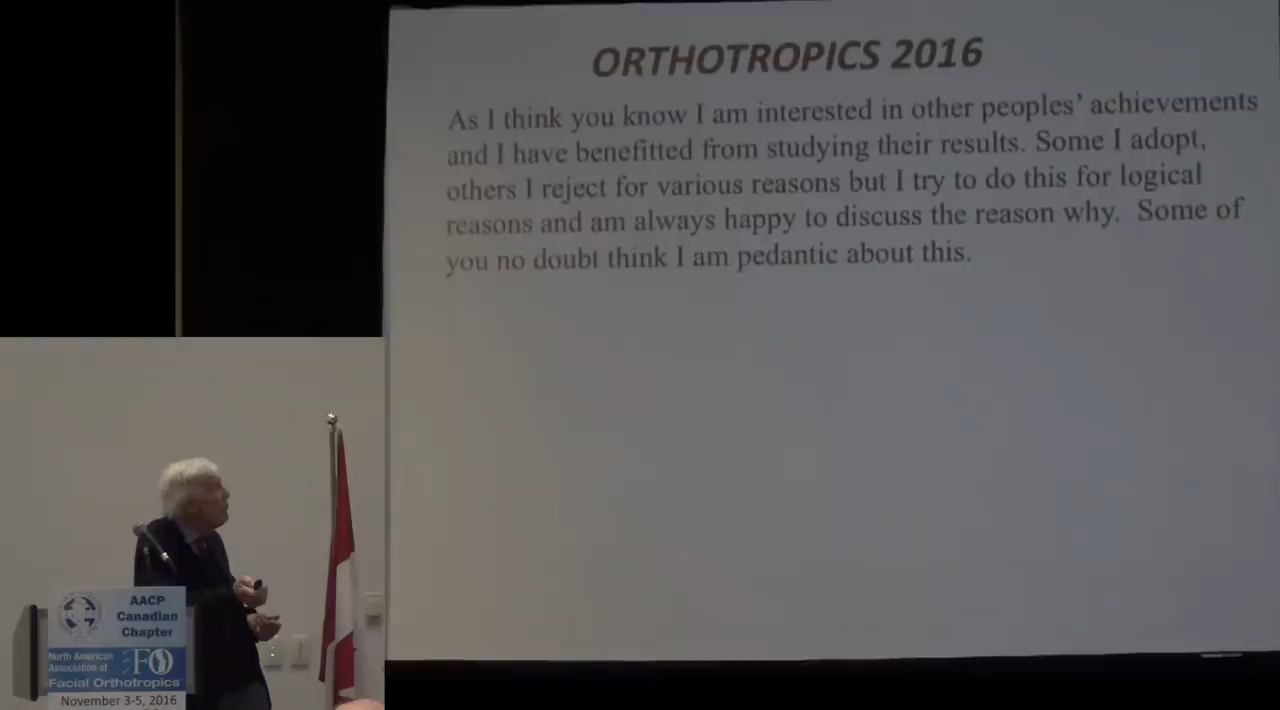 ORTHOTROPICS 2016
As I think you know I am interested in other peoples’ achievements
and I have benefitted from studying their results. Some I adopt,
others I reject for various reasons but I try to do this for logical
reasons and am always happy to discuss the reason why. Some of
you no doubt think I am pedantic about this.
AACP
Canadian
Chapter
North American
Association of
FO
Facial Orthotropics
November 3-5, 2016